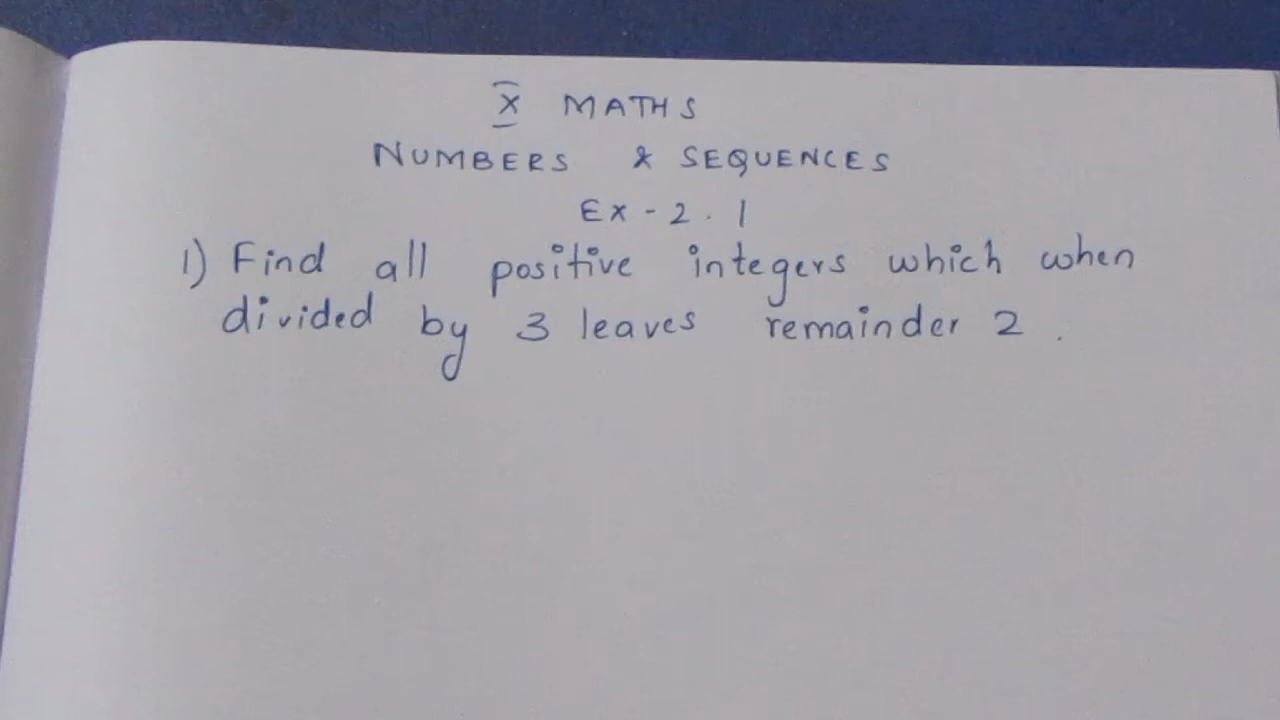 X MATHS
NUMBERS & SEQUENCES
Ex - 2.1
1) Find all positive integers which when
divided by 3 leaves remainder 2.